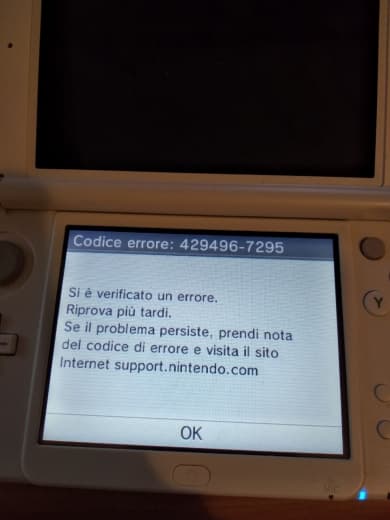 Codice errore: 429496-7295
Si è verificato un errore.
Riprova più tardi.
Se il problema persiste, prendi nota
del codice di errore e visita il sito
Internet support.nintendo.com
OK
Y